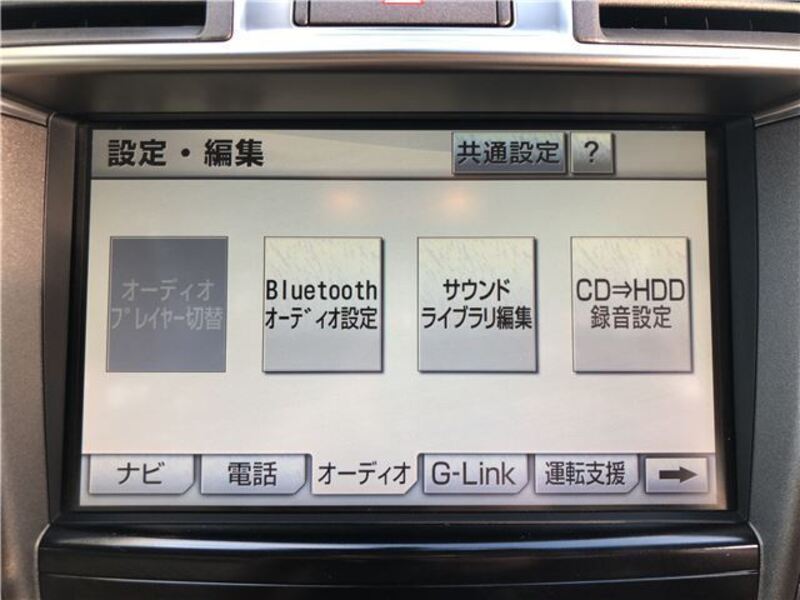 設定・編集
共通設定
?
オーディオ
プレイヤー切替
Bluetooth
オーディオ設定
サウンド
ライブラリ編集
CD⇒HDD
録音設定
ナビ
電話
オーディオ
G-Link
運転支援